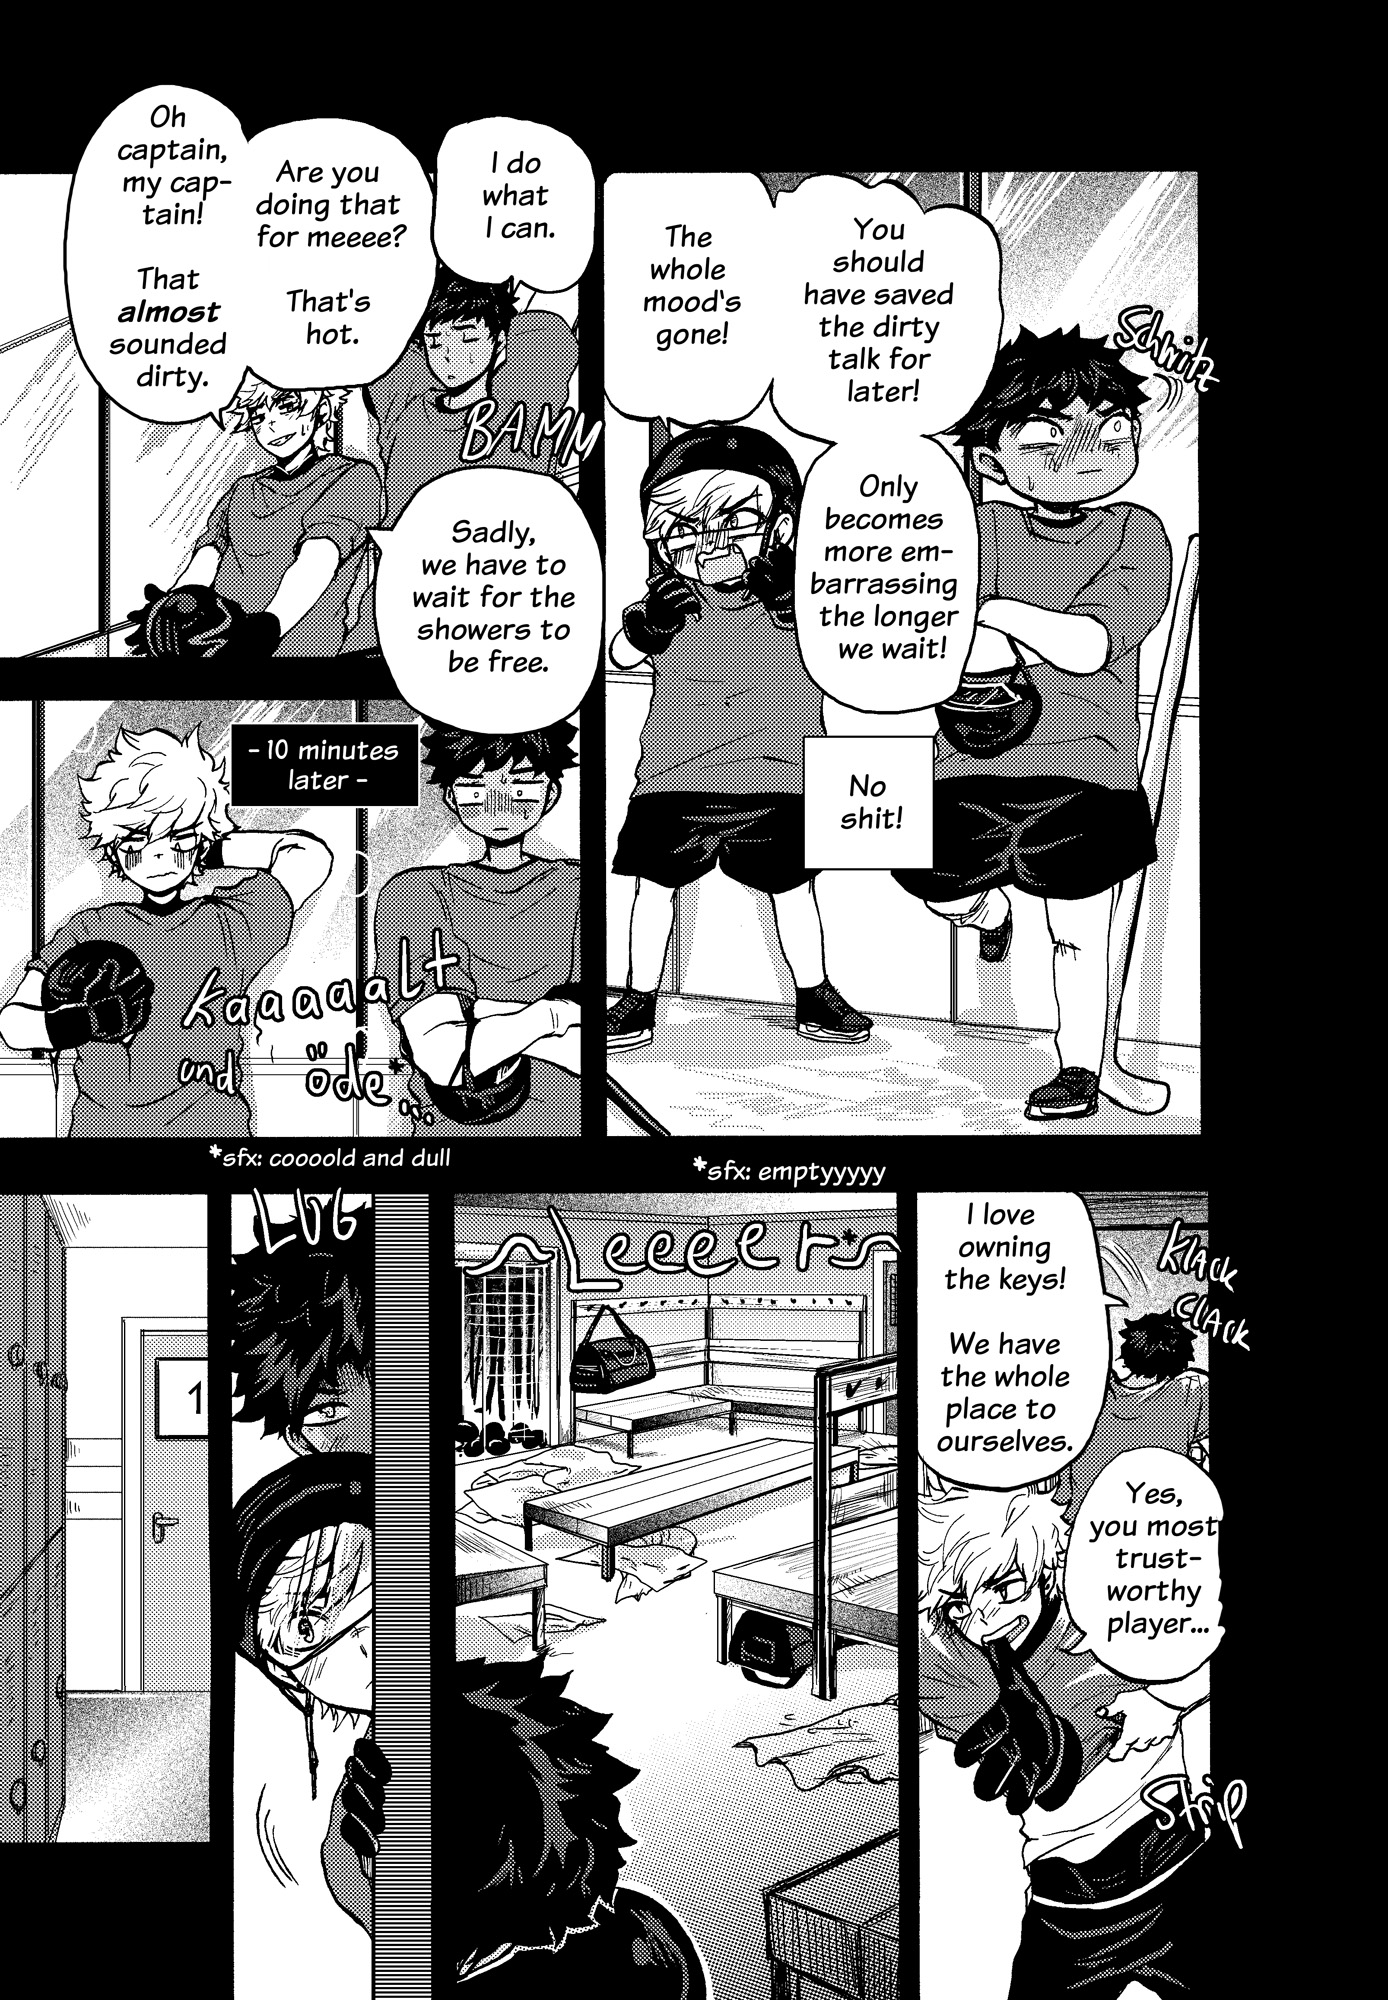 Oh
captain,
my cap-
tain!
That
almost
sounded
dirty.
Are you
doing that
for meeee?
That's
hot.
I do
what
I can.
BAMM
Sadly,
we have to
wait for the
showers to
be free.
The
whole
mood's
gone!
You
should
have saved
the dirty
talk for
later!
Only
becomes
more em-
barrassing
the longer
we wait!
No
shit!
Schwitz
- 10 minutes
later -
Kaaaaalt
und öde*...
*sfx: coooold and dull
*sfx: emptyyyyy
1
LUG
~Leeeer*~
I love
owning
the keys!
We have
the whole
place to
ourselves.
KLACK
CLACK
Yes,
you most
trust-
worthy
player...
Strip